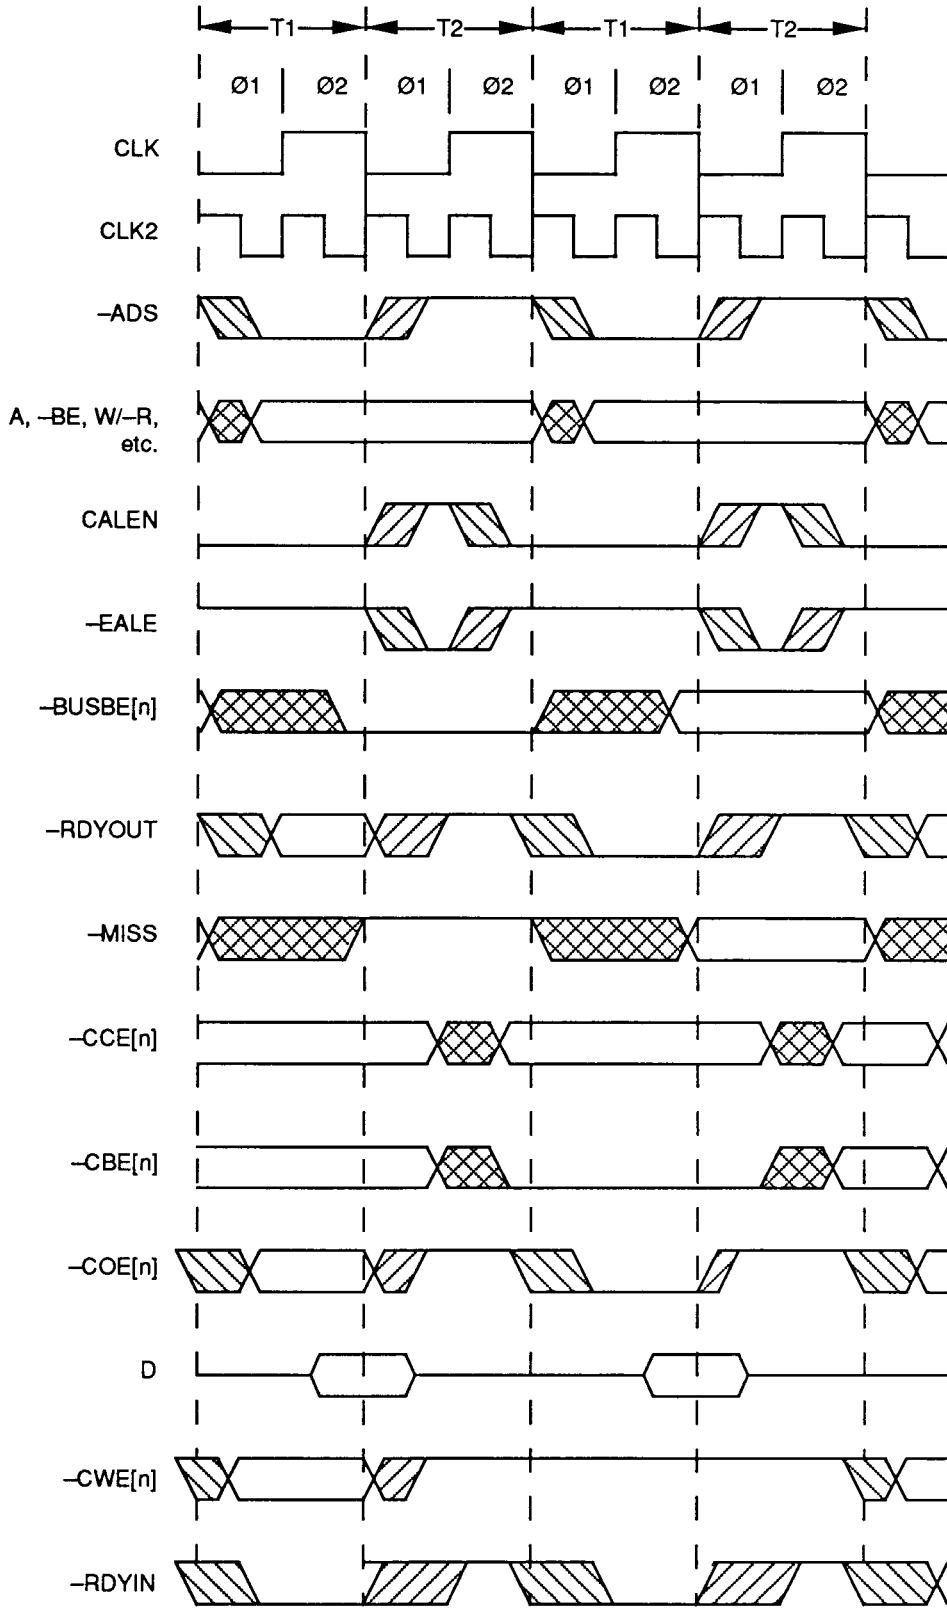 T1 T2 T1 T2
Ø1 Ø2 Ø1 Ø2 Ø1 Ø2 Ø1 Ø2
CLK
CLK2
–ADS
A, –BE, W/–R,
etc.
CALEN
–EALE
–BUSBE[n]
–RDYOUT
–MISS
–CCE[n]
–CBE[n]
–COE[n]
D
–CWE[n]
–RDYIN